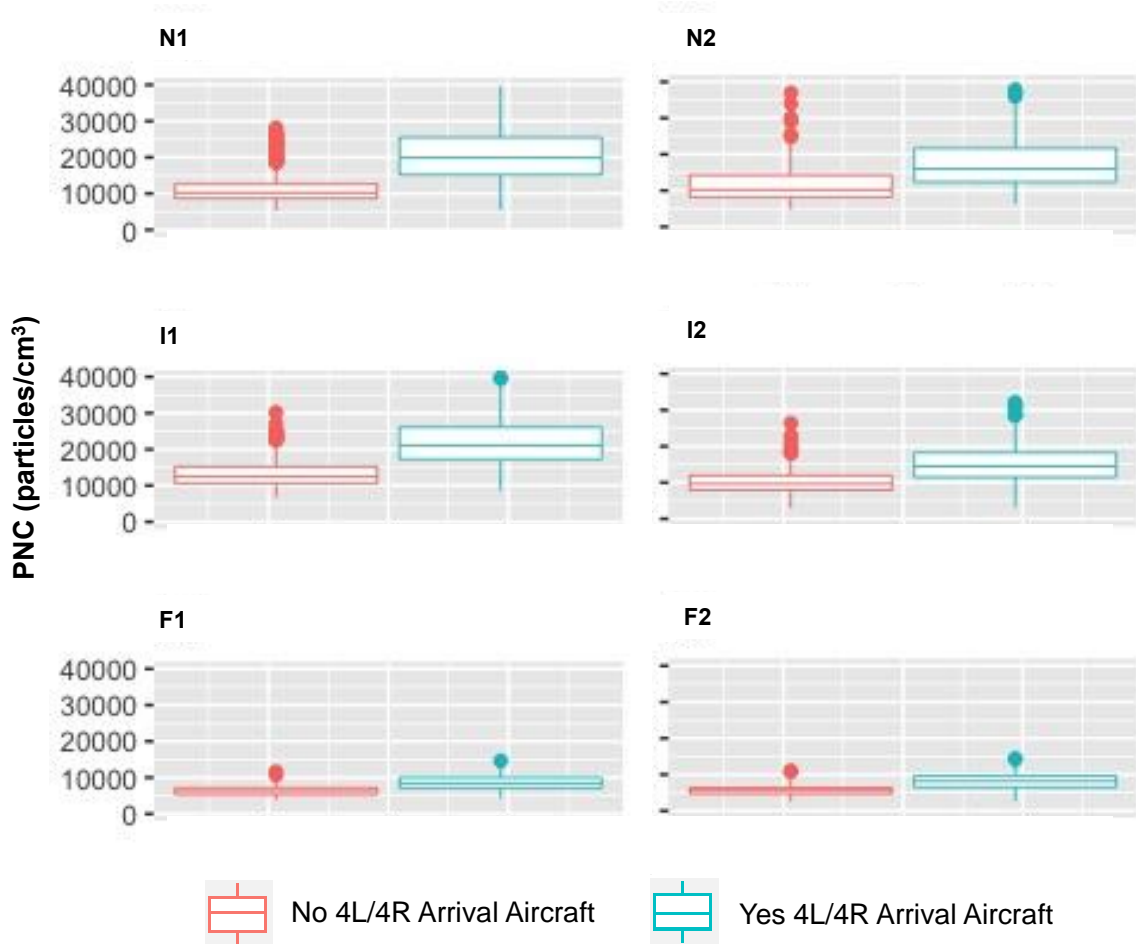 N1
N2
40000
30000
20000
10000
0
PNC (particles/cm³)
I1
I2
40000
30000
20000
10000
0
F1
F2
40000
30000
20000
10000
0
No 4L/4R Arrival Aircraft
Yes 4L/4R Arrival Aircraft